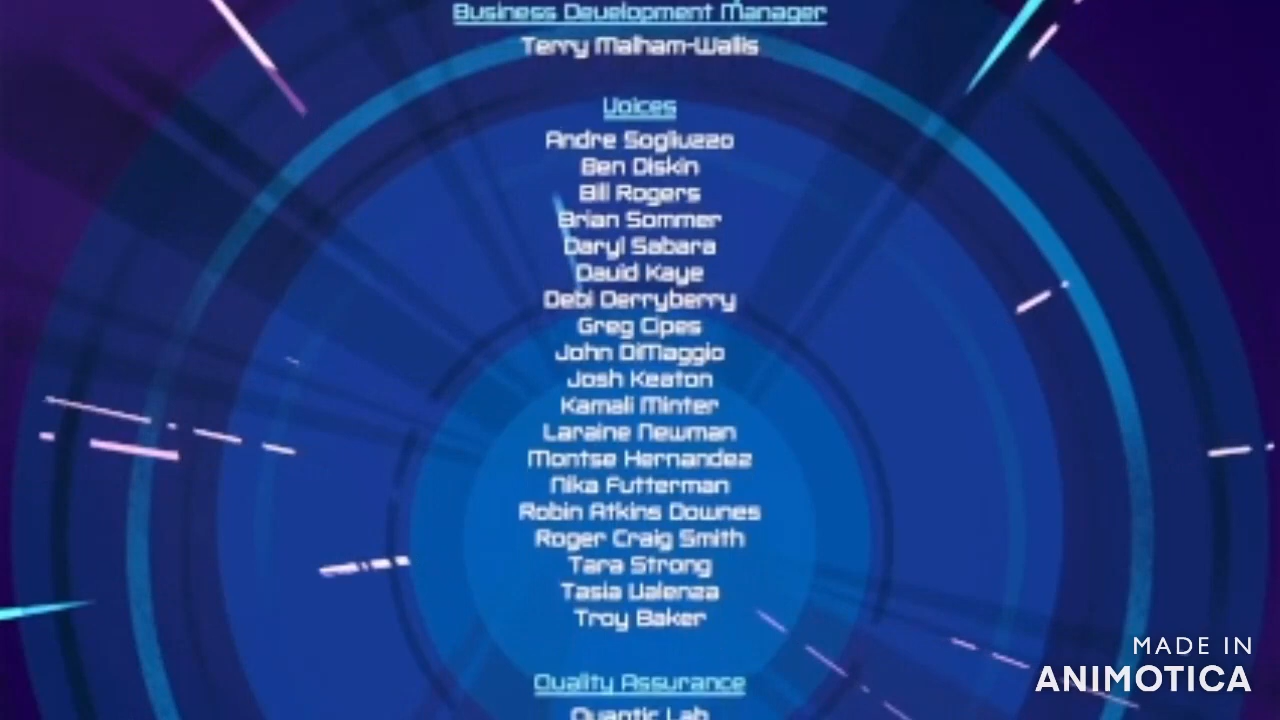 Business Development Manager
Terry Malham-Wallis
Voices
Andre Sogliuzzo
Ben Diskin
Bill Rogers
Brian Sommer
Daryl Sabara
David Kaye
Debi Derryberry
Greg Cipes
John DiMaggio
Josh Keaton
Kamali Minter
Laraine Newman
Montse Hernandez
Nika Futterman
Robin Atkins Downes
Roger Craig Smith
Tara Strong
Tasia Valenza
Troy Baker
Quality Assurance
Quantic Lab
MADE IN
ANIMOTICA